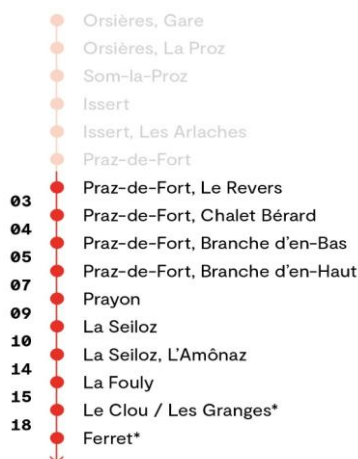 Orsières, Gare
Orsières, La Proz
Som-la-Proz
Issert
Issert, Les Arlaches
Praz-de-Fort
Praz-de-Fort, Le Revers
03
Praz-de-Fort, Chalet Bérard
04
Praz-de-Fort, Branche d'en-Bas
05
Praz-de-Fort, Branche d'en-Haut
07
Prayon
09
La Seiloz
10
La Seiloz, L'Amônaz
14
La Fouly
15
Le Clou / Les Granges*
18
Ferret*